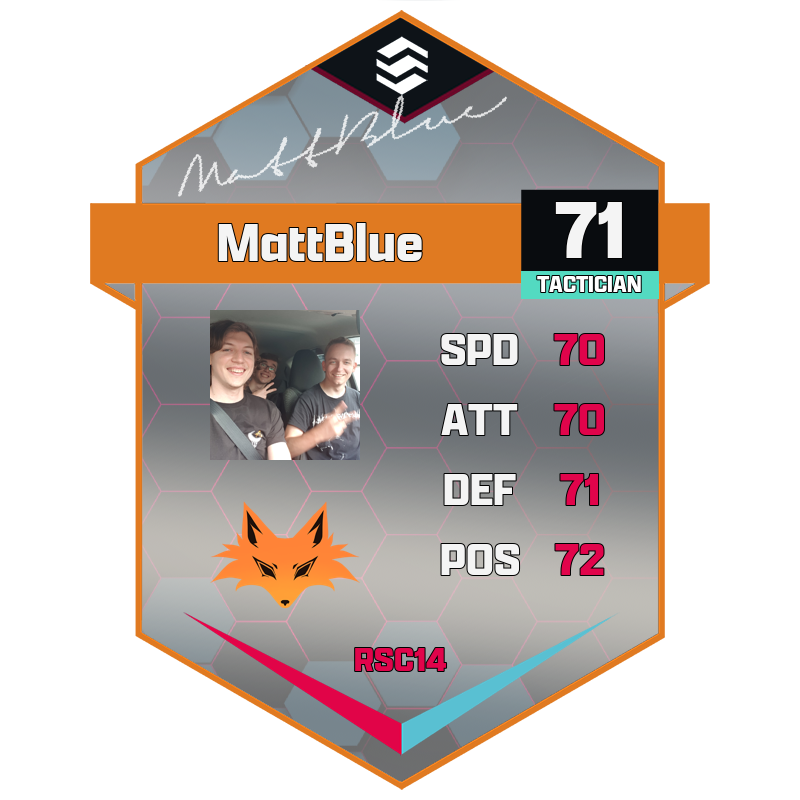 MattBlue
MattBlue
71
TACTICIAN
SPD 70
ATT 70
DEF 71
POS 72
RSC14